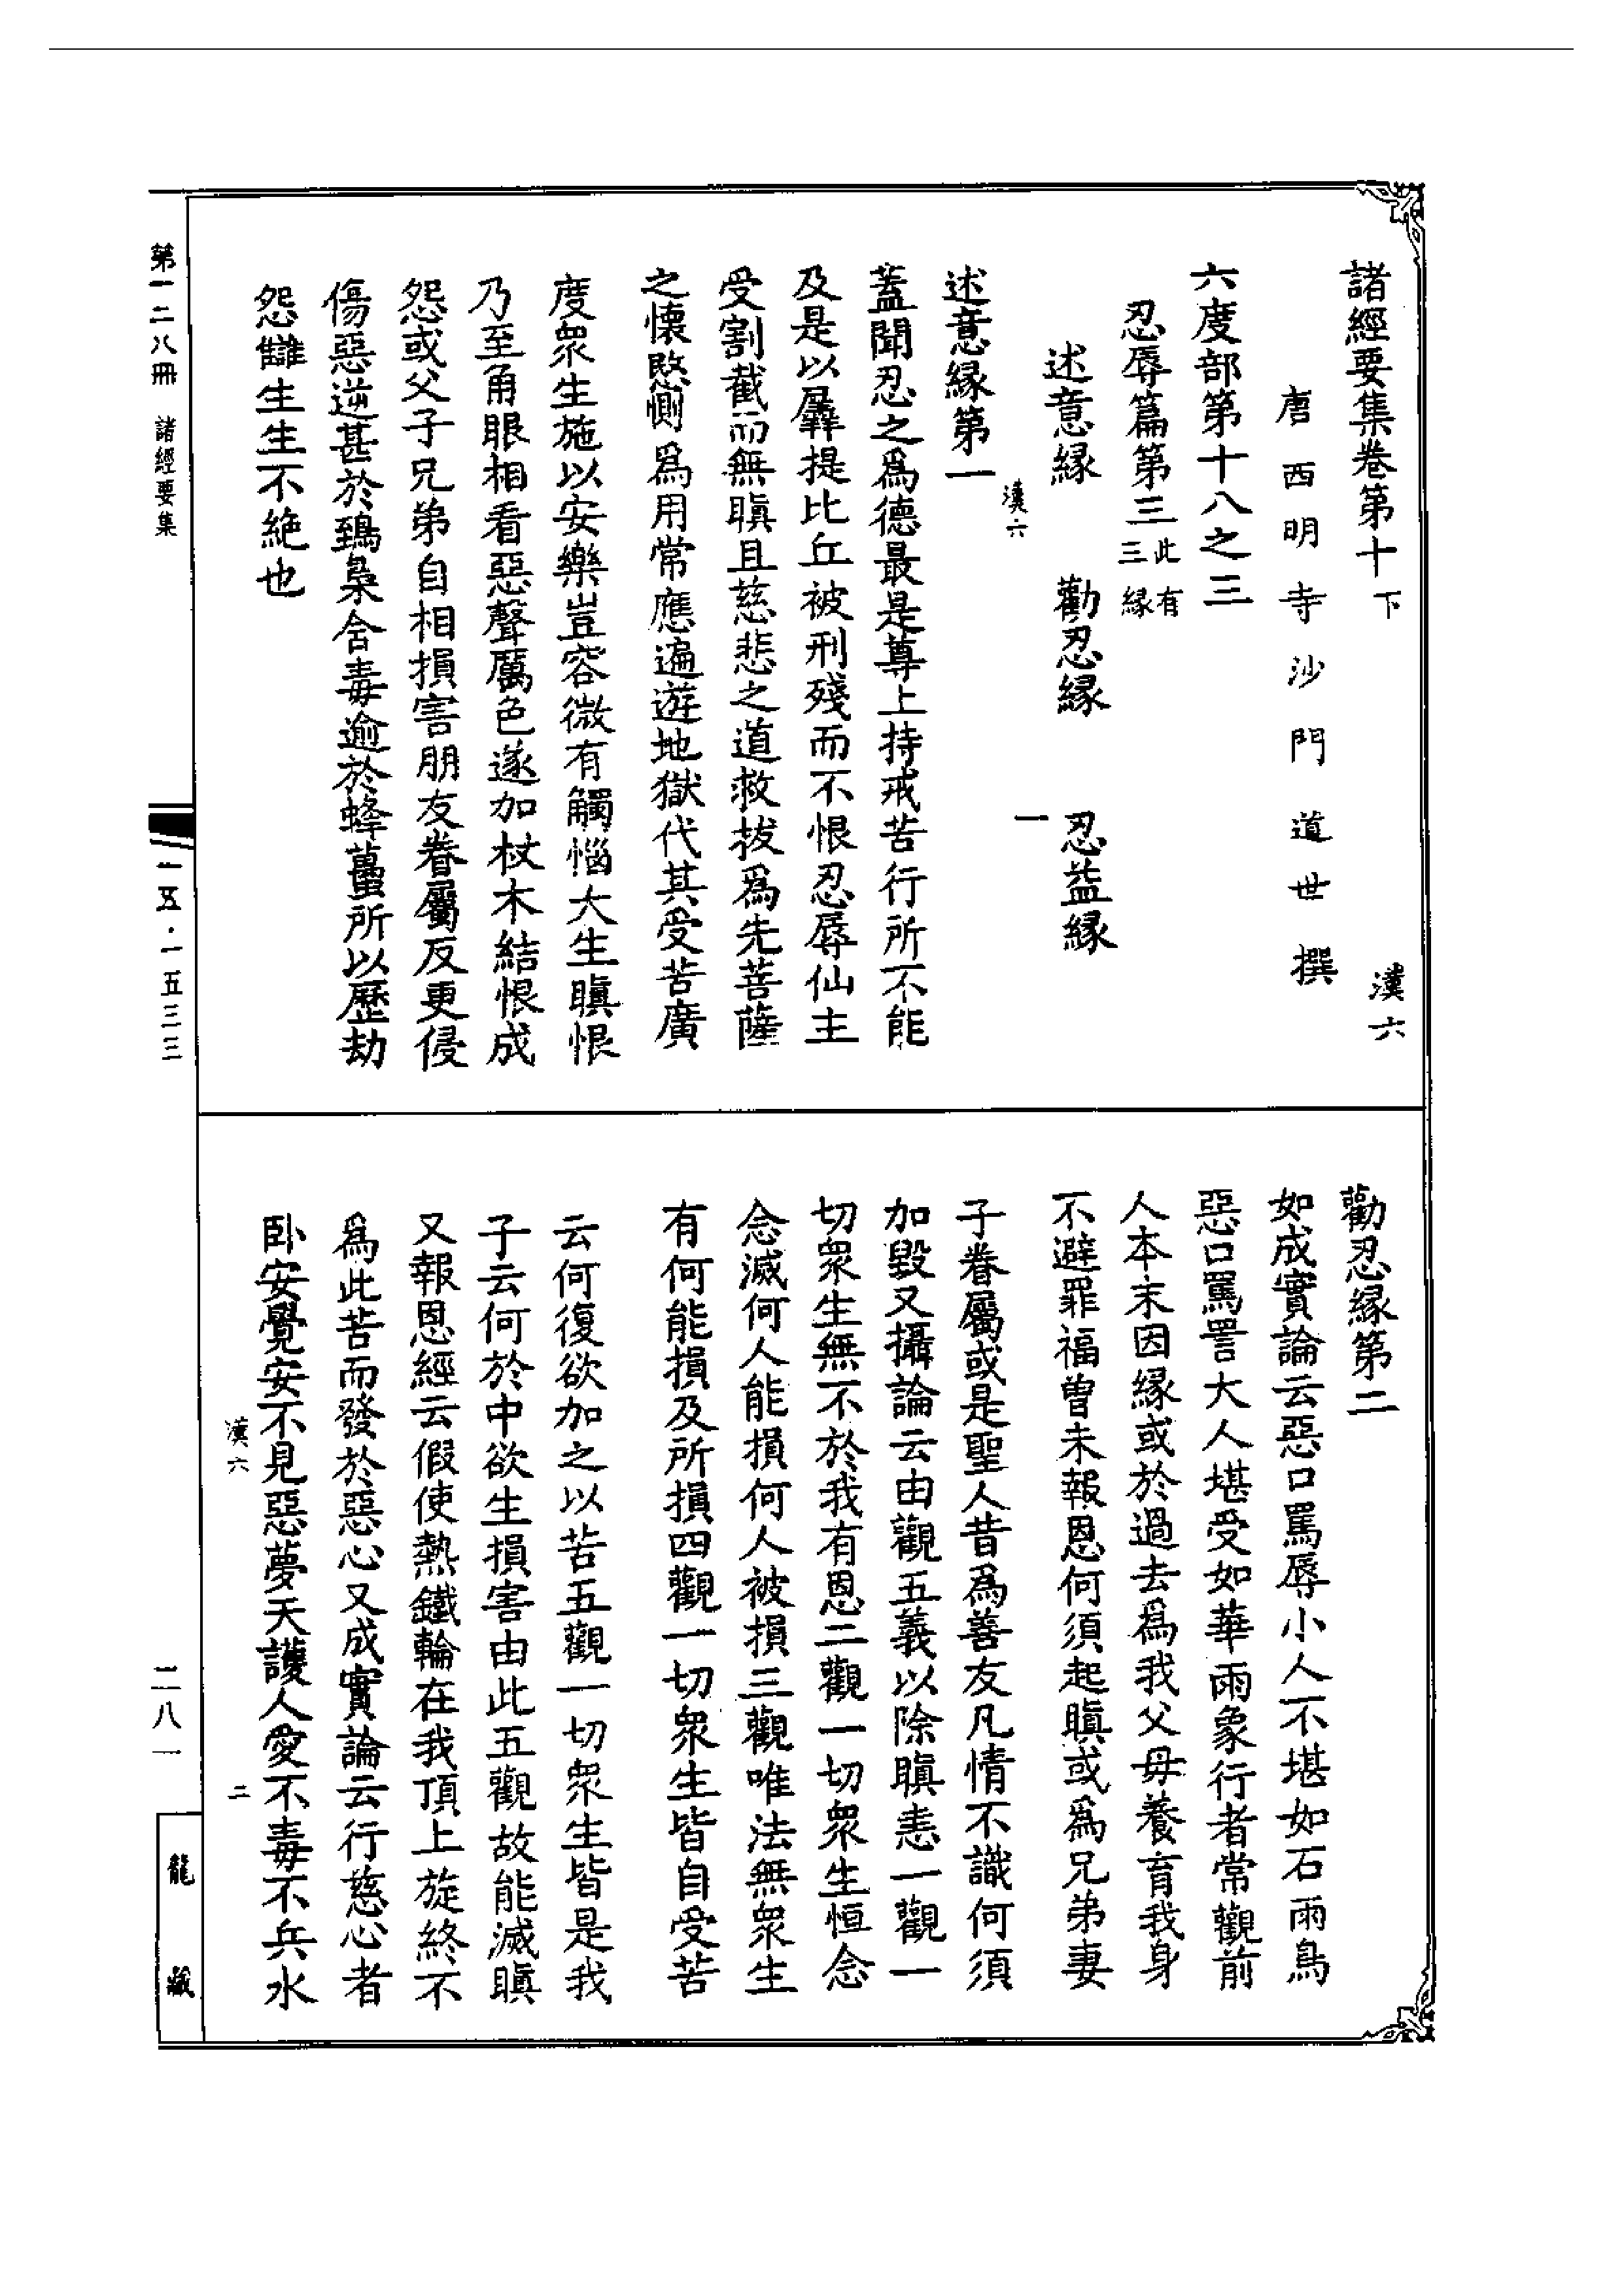 諸經要集卷第十下　漢六
唐西明寺沙門道世撰
六度部第十八之三
忍辱篇第三此有三緣
述意緣　勸忍緣　忍益緣
漢六　一
述意緣第一
蓋聞忍之爲德最是尊上持戒苦行所不能
及是以羼提比丘被刑殘而不恨忍辱仙主
受割截而無瞋且慈悲之道救拔爲先菩薩
之懷愍惻爲用常應遍遊地獄代其受苦廣
度衆生施以安樂豈容微有觸惱大生瞋恨
乃至角眼相看惡聲厲色遂加杖木結恨成
怨或父子兄弟自相損害朋友眷屬反更侵
傷惡逆甚於鵄梟含毒逾於蜂蠆所以歷劫
怨讎生生不絶也
勸忍緣第二
如成實論云惡口罵辱小人不堪如石雨鳥
惡口罵詈大人堪受如華雨象行者常觀前
人本末因緣或於過去爲我父母養育我身
不避罪福曾未報恩何須起瞋或爲兄弟妻
子眷屬或是聖人昔爲善友凡情不識何須
加毀又攝論云由觀五義以除瞋恚一觀一
切衆生無不於我有恩二觀一切衆生恒念
念滅何人能損何人被損三觀唯法無衆生
有何能損及所損四觀一切衆生皆自受苦
云何復欲加之以苦五觀一切衆生皆是我
子云何於中欲生損害由此五觀故能滅瞋
又報恩經云假使熱鐵輪在我頂上旋終不
爲此苦而發於惡心又成實論云行慈心者
臥安覺安不見惡夢天護人愛不毒不兵水
漢六　二
第一二八冊　諸經要集
一五·一五三三
二八一
龍藏